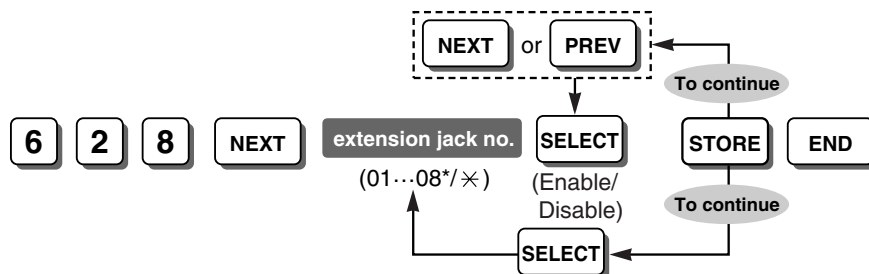 NEXT or PREV
To continue
6 2 8 NEXT extension jack no. SELECT STORE END
(01···08*/✳) (Enable/
Disable)
To continue
SELECT